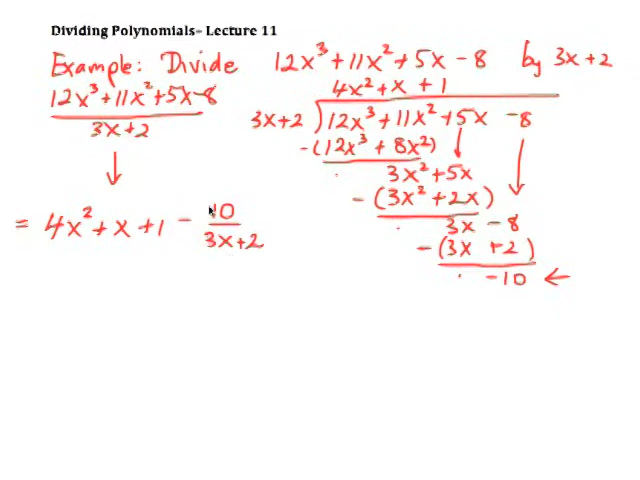 Dividing Polynomials- Lecture 11
Example: Divide 12x³+11x²+5x-8 by 3x+2
12x³+11x²+5x-8
3x+2
= 4x²+x+1 - 10
3x+2
4x²+x+1
3x+2 ) 12x³+11x²+5x -8
-(12x³+8x²)
3x²+5x
-(3x²+2x)
3x-8
-(3x +2)
-10 ←